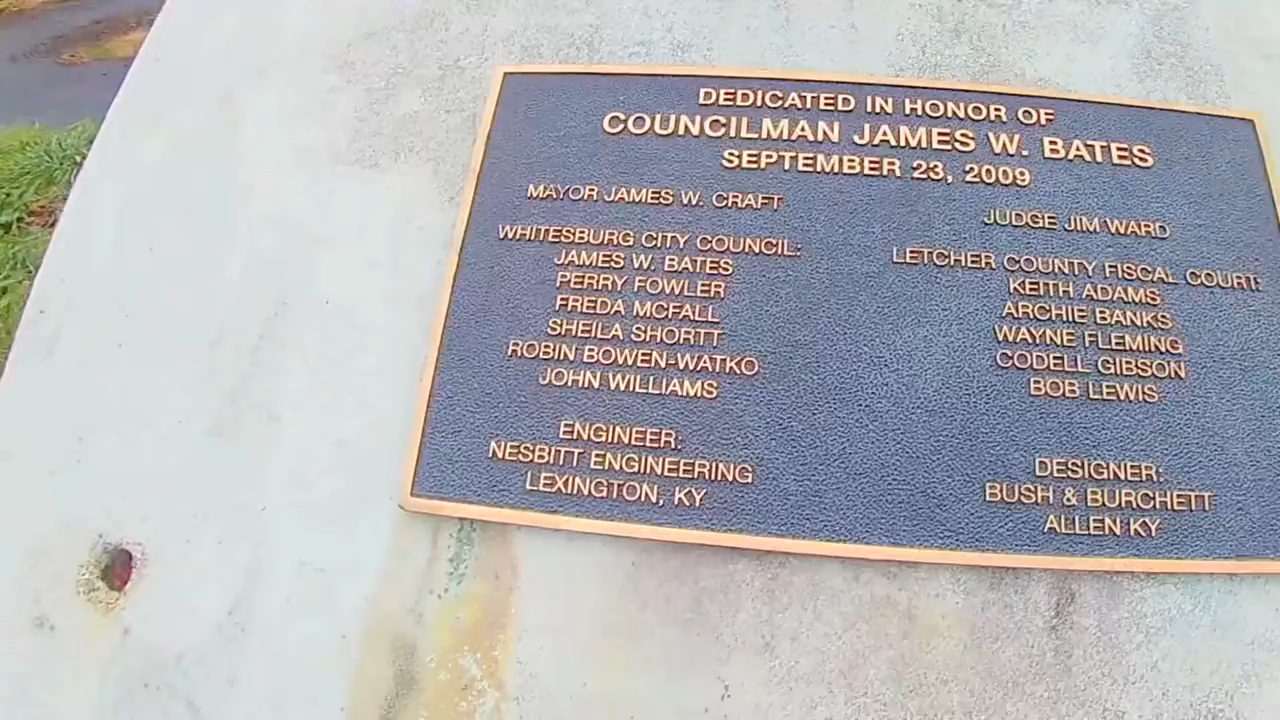 DEDICATED IN HONOR OF
COUNCILMAN JAMES W. BATES
SEPTEMBER 23, 2009
MAYOR JAMES W. CRAFT
WHITESBURG CITY COUNCIL:
JAMES W. BATES
PERRY FOWLER
FREDA MCFALL
SHEILA SHORTT
ROBIN BOWEN-WATKO
JOHN WILLIAMS
ENGINEER:
NESBITT ENGINEERING
LEXINGTON, KY
JUDGE JIM WARD
LETCHER COUNTY FISCAL COURT:
KEITH ADAMS
ARCHIE BANKS
WAYNE FLEMING
CODELL GIBSON
BOB LEWIS
DESIGNER:
BUSH & BURCHETT
ALLEN KY